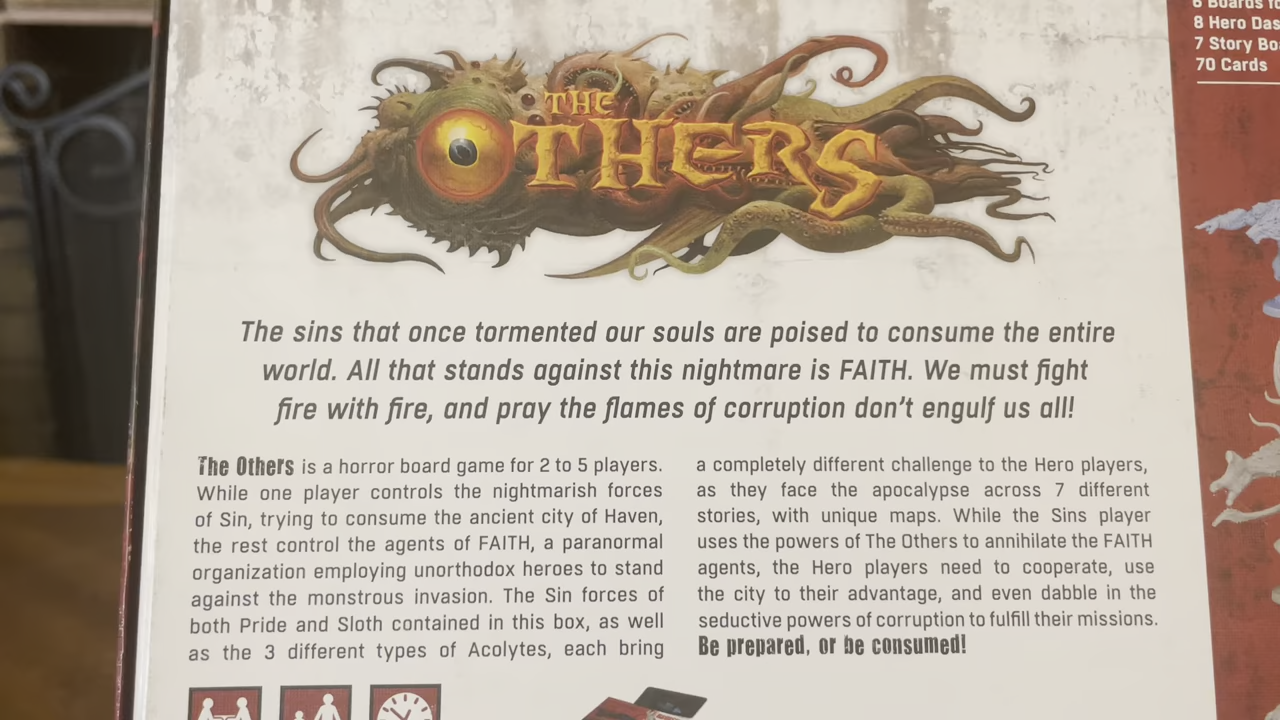 THE
OTHERS
The sins that once tormented our souls are poised to consume the entire
world. All that stands against this nightmare is FAITH. We must fight
fire with fire, and pray the flames of corruption don't engulf us all!
The Others is a horror board game for 2 to 5 players.
While one player controls the nightmarish forces
of Sin, trying to consume the ancient city of Haven,
the rest control the agents of FAITH, a paranormal
organization employing unorthodox heroes to stand
against the monstrous invasion. The Sin forces of
both Pride and Sloth contained in this box, as well
as the 3 different types of Acolytes, each bring
a completely different challenge to the Hero players,
as they face the apocalypse across 7 different
stories, with unique maps. While the Sins player
uses the powers of The Others to annihilate the FAITH
agents, the Hero players need to cooperate, use
the city to their advantage, and even dabble in the
seductive powers of corruption to fulfill their missions.
Be prepared, or be consumed!
6 Boards
8 Hero
7 Story
70 Cards